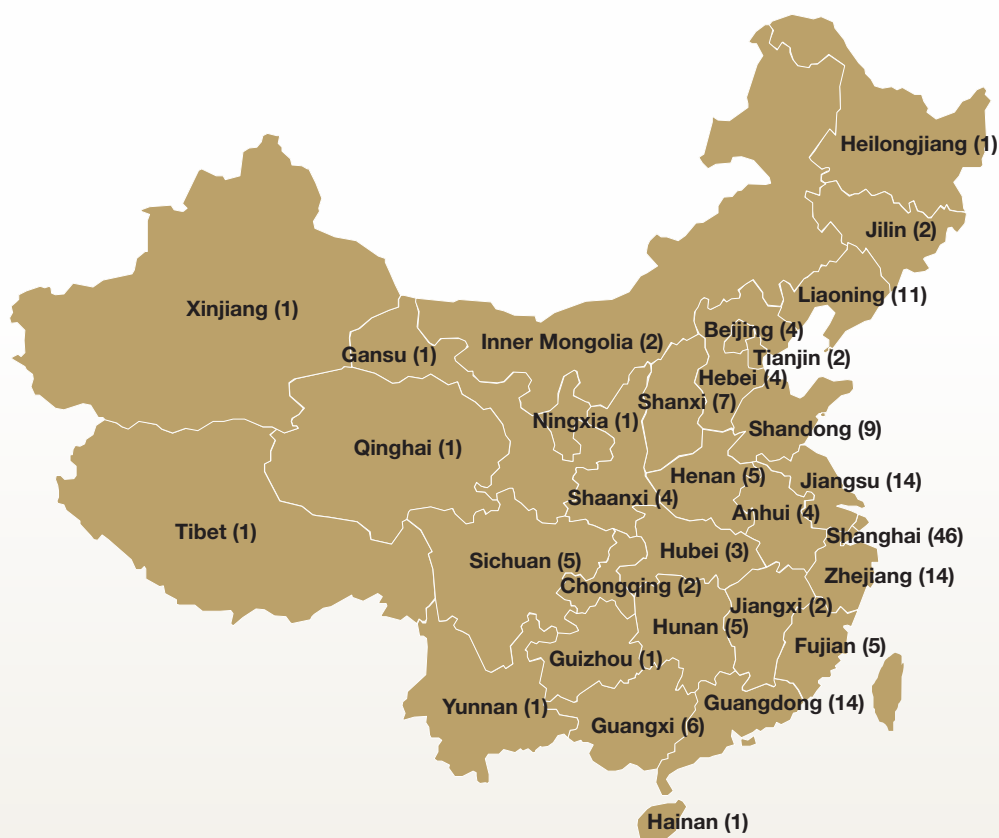 Heilongjiang (1)
Jilin (2)
Liaoning (11)
Xinjiang (1)
Beijing (4)
Inner Mongolia (2)
Gansu (1)
Tianjin (2)
Hebei (4)
Shanxi (7)
Ningxia (1)
Shandong (9)
Qinghai (1)
Henan (5)
Jiangsu (14)
Shaanxi (4)
Anhui (4)
Tibet (1)
Shanghai (46)
Hubei (3)
Sichuan (5)
Zhejiang (14)
Chongqing (2)
Jiangxi (2)
Hunan (5)
Fujian (5)
Guizhou (1)
Guangdong (14)
Yunnan (1)
Guangxi (6)
Hainan (1)